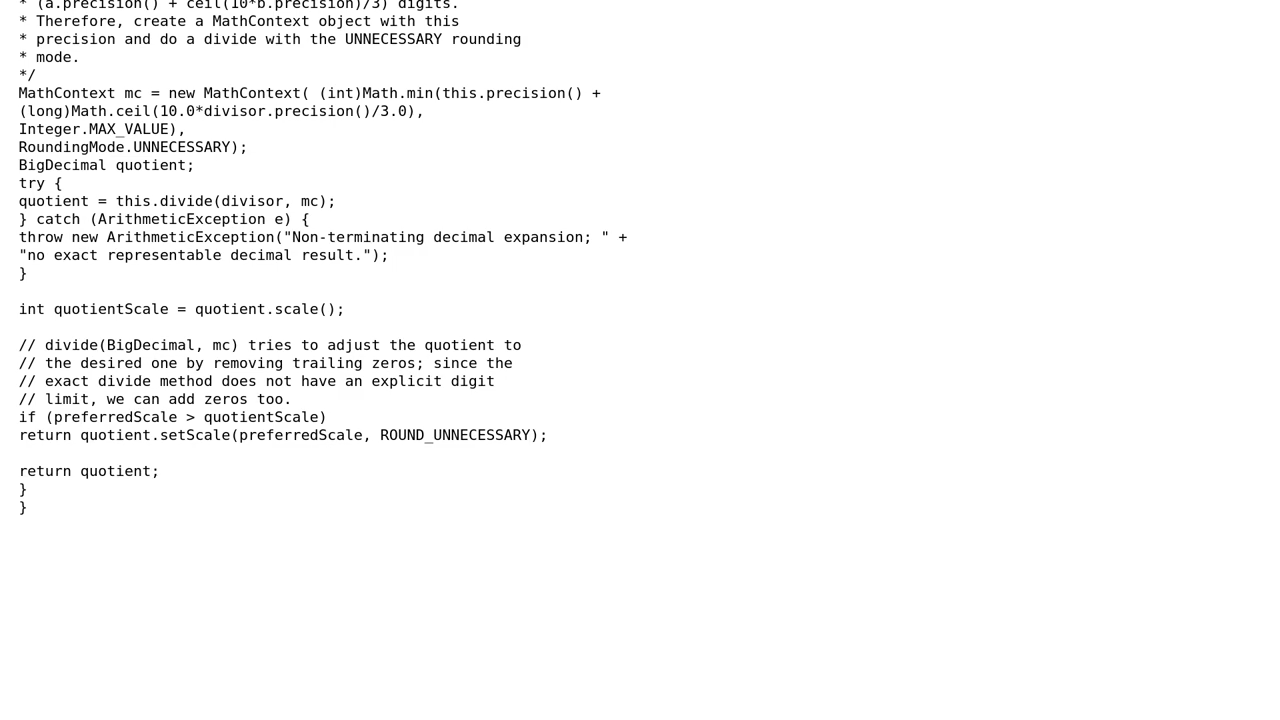 * (a.precision() + ceil(10*b.precision)/3) digits.
* Therefore, create a MathContext object with this
* precision and do a divide with the UNNECESSARY rounding
* mode.
*/
MathContext mc = new MathContext( (int)Math.min(this.precision() +
(long)Math.ceil(10.0*divisor.precision()/3.0),
Integer.MAX_VALUE),
RoundingMode.UNNECESSARY);
BigDecimal quotient;
try {
quotient = this.divide(divisor, mc);
} catch (ArithmeticException e) {
throw new ArithmeticException("Non-terminating decimal expansion; " +
"no exact representable decimal result.");
}

int quotientScale = quotient.scale();

// divide(BigDecimal, mc) tries to adjust the quotient to
// the desired one by removing trailing zeros; since the
// exact divide method does not have an explicit digit
// limit, we can add zeros too.
if (preferredScale > quotientScale)
return quotient.setScale(preferredScale, ROUND_UNNECESSARY);

return quotient;
}
}